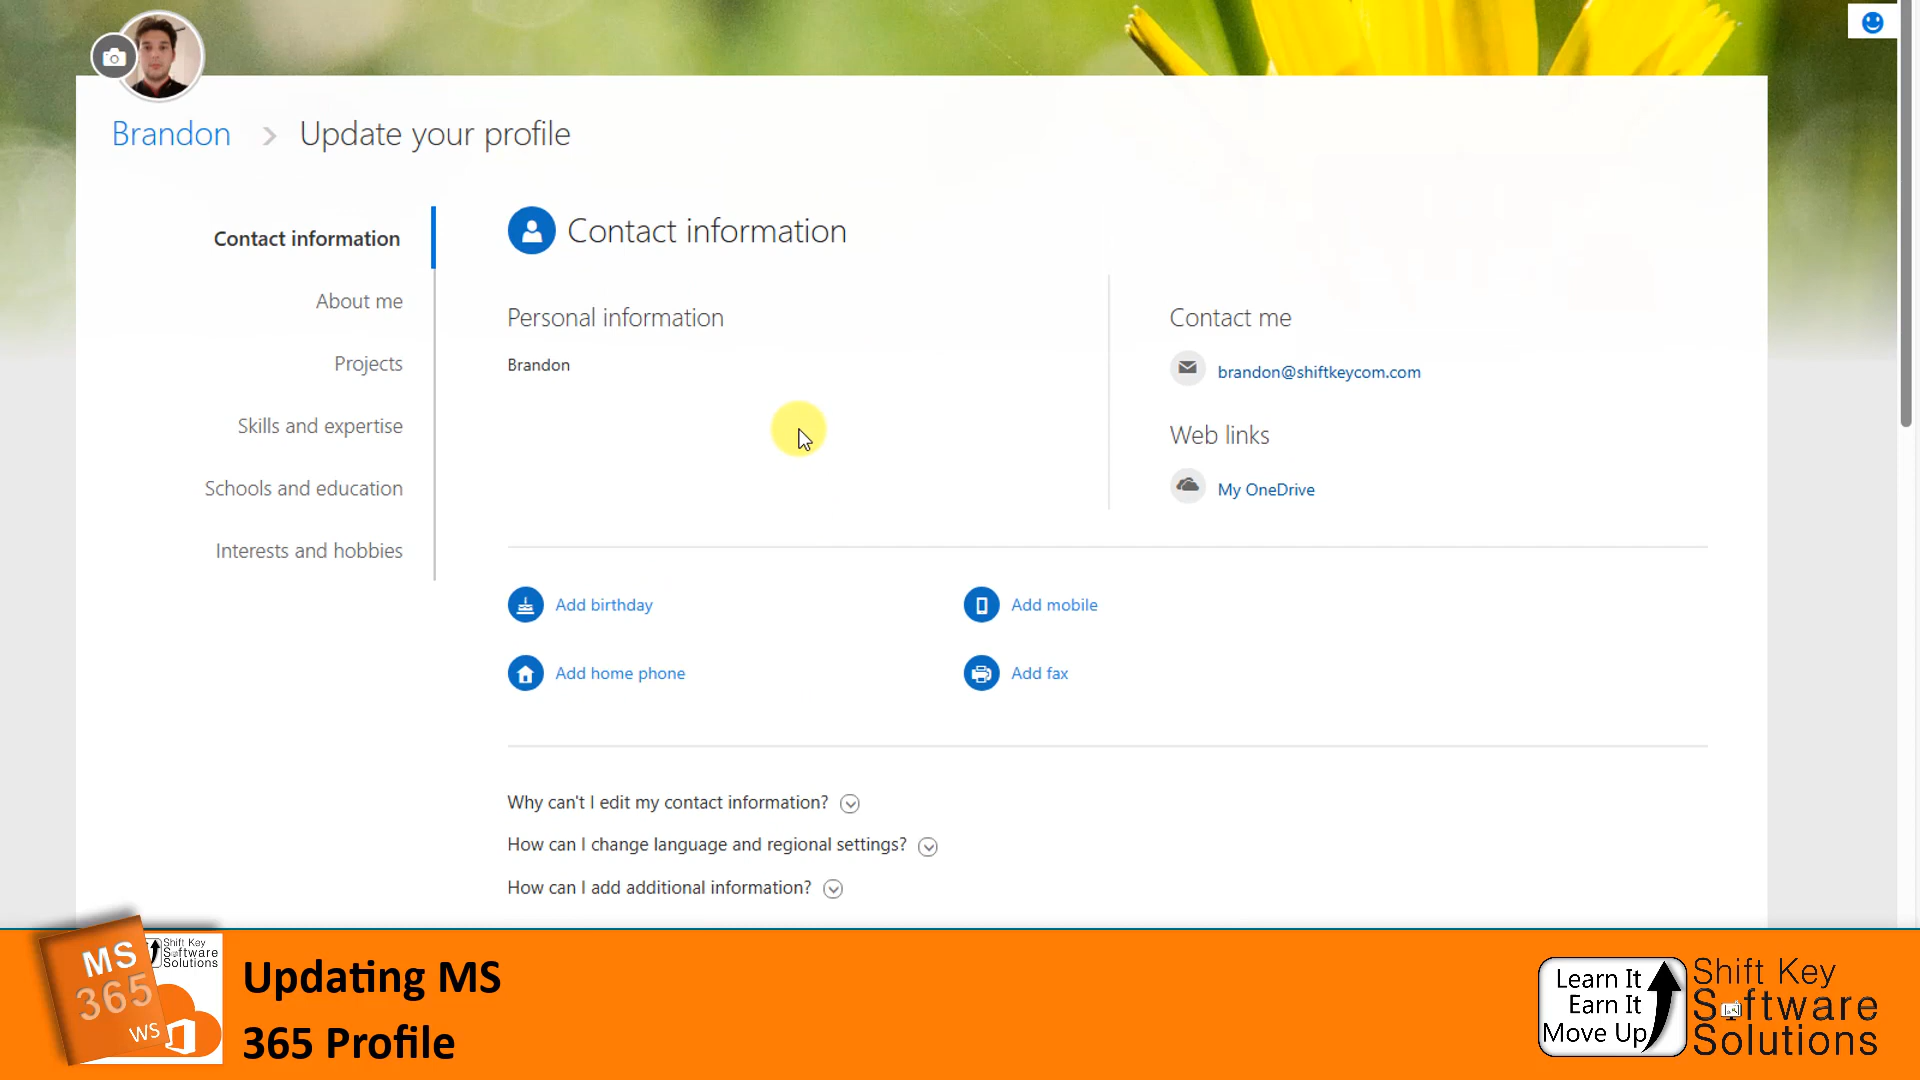 Brandon > Update your profile
Contact information
About me
Projects
Skills and expertise
Schools and education
Interests and hobbies
Contact information
Personal information
Brandon
Contact me
brandon@shiftkeycom.com
Web links
My OneDrive
Add birthday
Add mobile
Add home phone
Add fax
Why can't I edit my contact information?
How can I change language and regional settings?
How can I add additional information?
MS
365
WS
Shift Key
Software
Solutions
Updating MS
365 Profile
Learn It
Earn It
Move Up
Shift Key
Software
Solutions